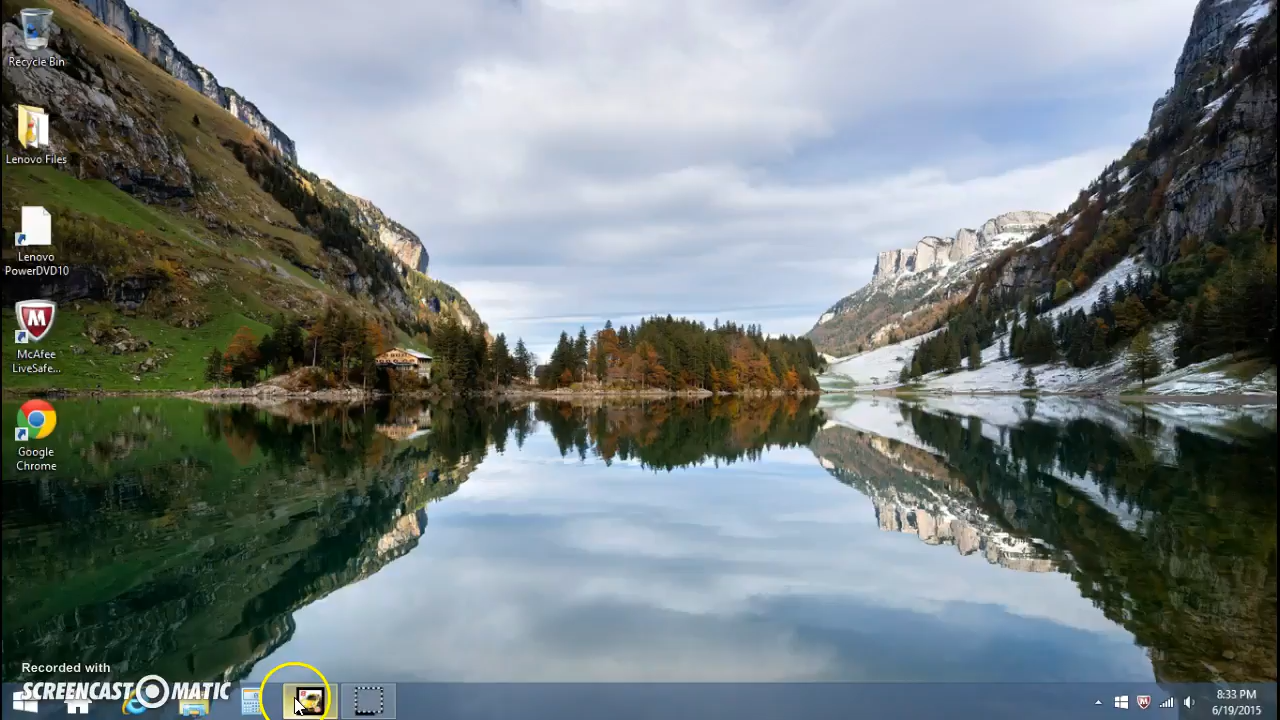 Recycle Bin
Lenovo Files
Lenovo
PowerDVD10
McAfee
LiveSafe...
Google
Chrome
Recorded with
SCREENCAST MATIC
8:33 PM
6/19/2015